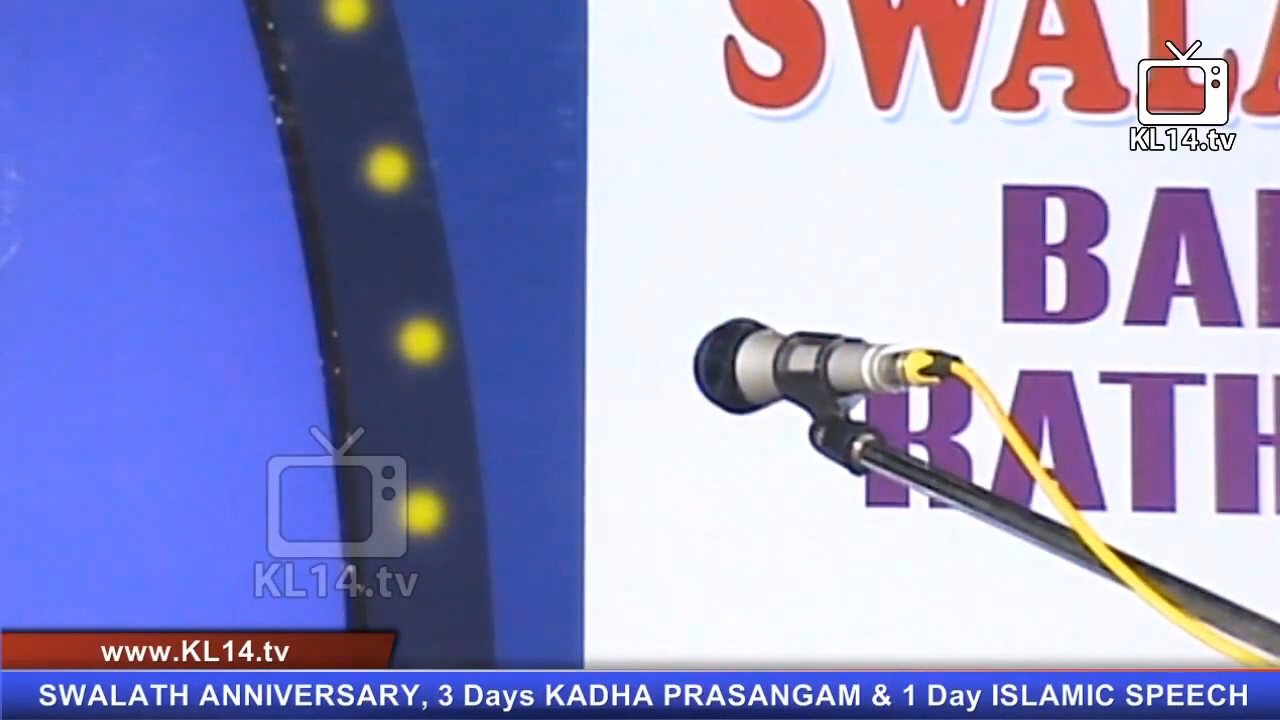 SWALA
KL14.tv
BA
RATH
KL14.tv
www.KL14.tv
SWALATH ANNIVERSARY, 3 Days KADHA PRASANGAM & 1 Day ISLAMIC SPEECH